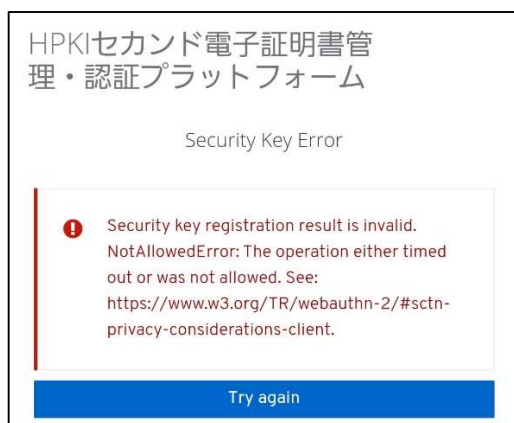 HPKIセカンド電子証明書管
理・認証プラットフォーム
Security Key Error
Security key registration result is invalid.
NotAllowedError: The operation either timed
out or was not allowed. See:
https://www.w3.org/TR/webauthn-2/#sctn-
privacy-considerations-client.
Try again